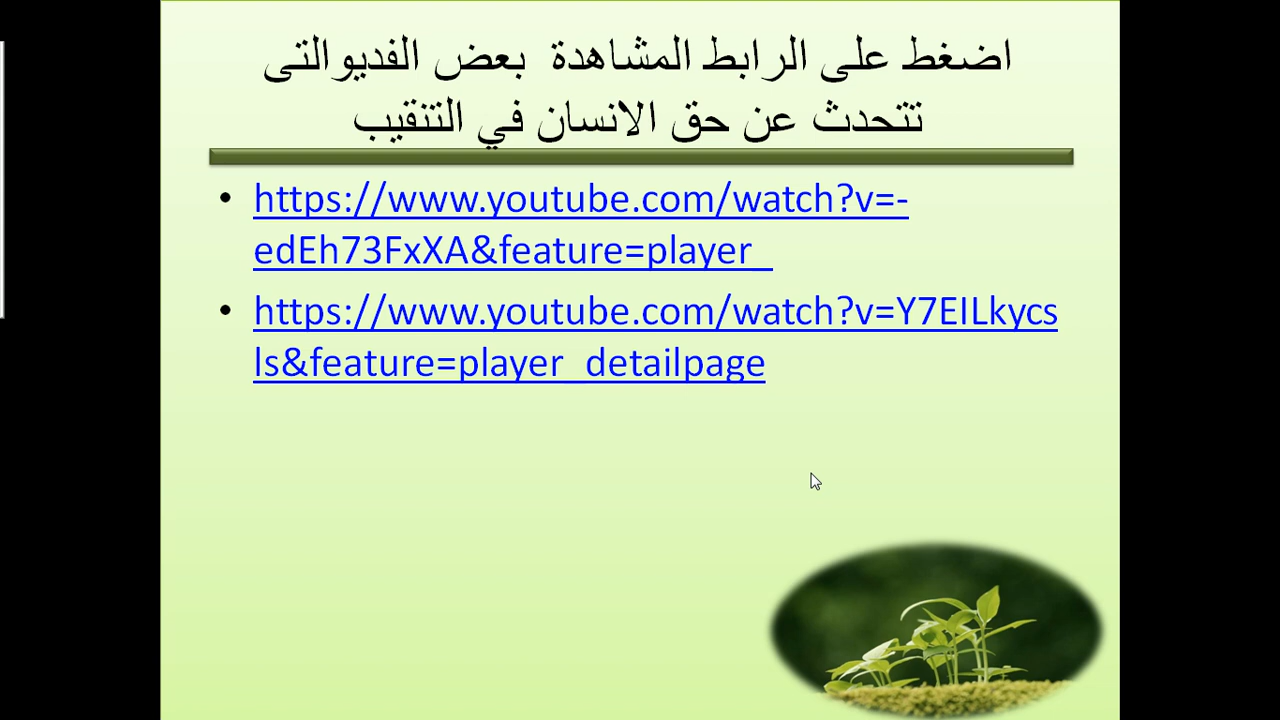 اضغط على الرابط المشاهدة بعض الفديوالتى
تتحدث عن حق الانسان في التنقيب
• https://www.youtube.com/watch?v=-
edEh73FxXA&feature=player_
• https://www.youtube.com/watch?v=Y7EILkycs
ls&feature=player_detailpage